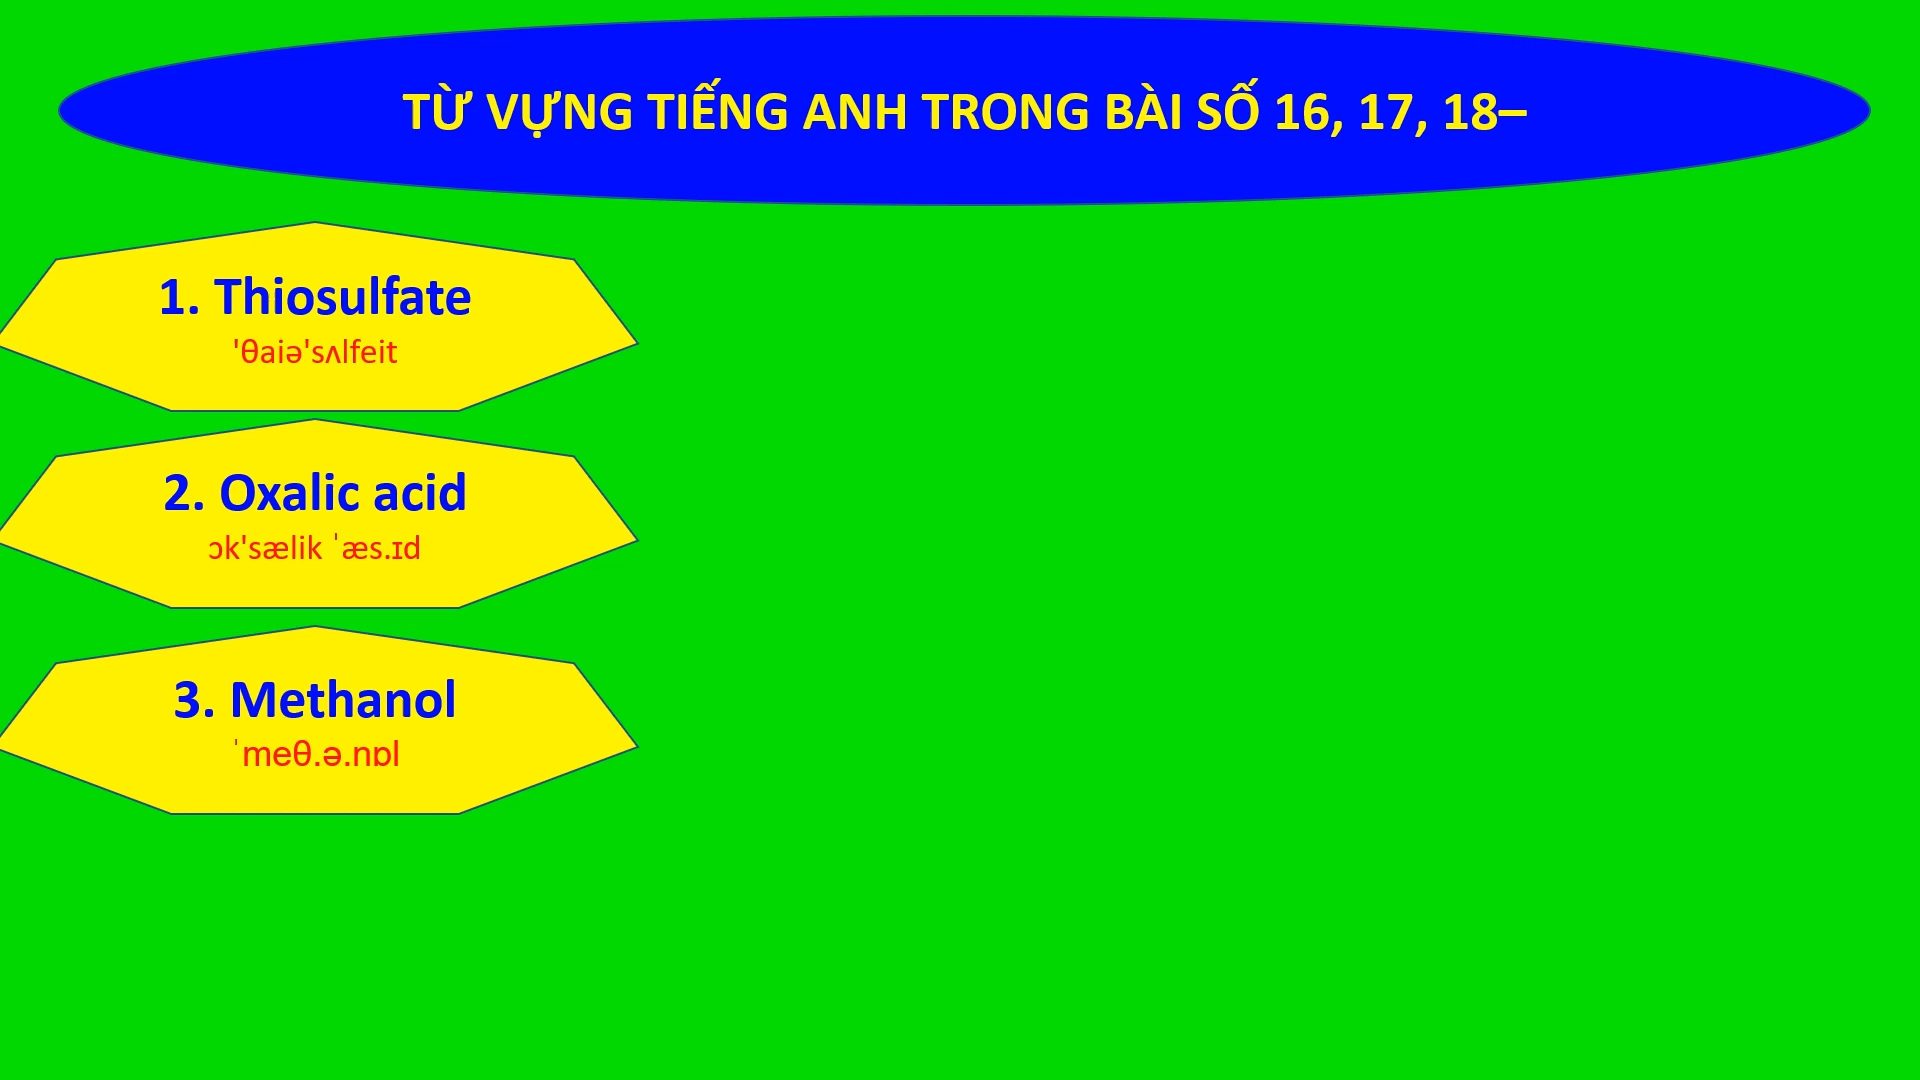 TỪ VỰNG TIẾNG ANH TRONG BÀI SỐ 16, 17, 18–
1. Thiosulfate
'θaiə'sʌlfeit
2. Oxalic acid
ɔk'sælik ˈæs.ɪd
3. Methanol
ˈmeθ.ə.nɒl